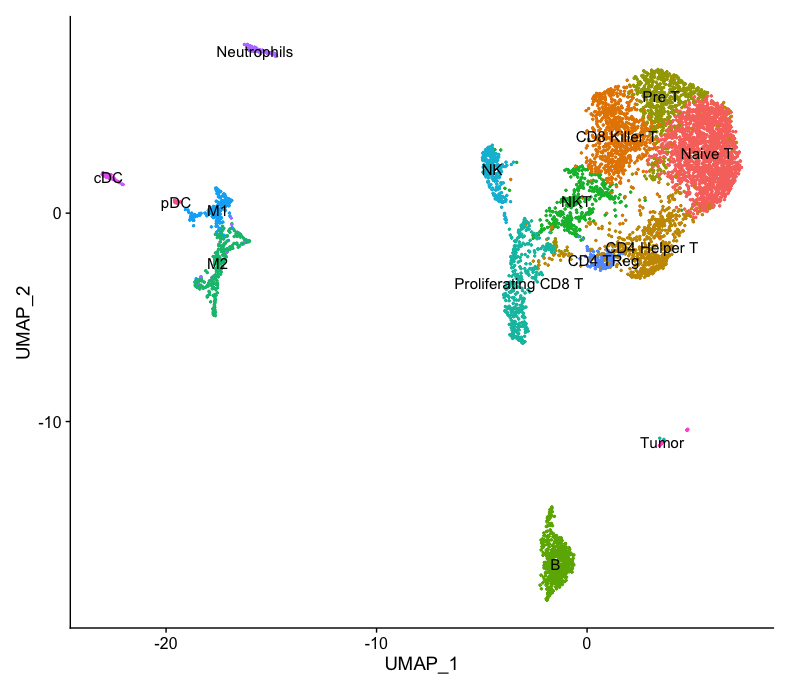 Neutrophils
Pre T
CD8 Killer T
Naive T
NK
cDC
pDC
NKT
M1
0
CD4 Helper T
CD4 TReg
M2
Proliferating CD8 T
UMAP_2
-10
Tumor
B
-20
-10
0
UMAP_1